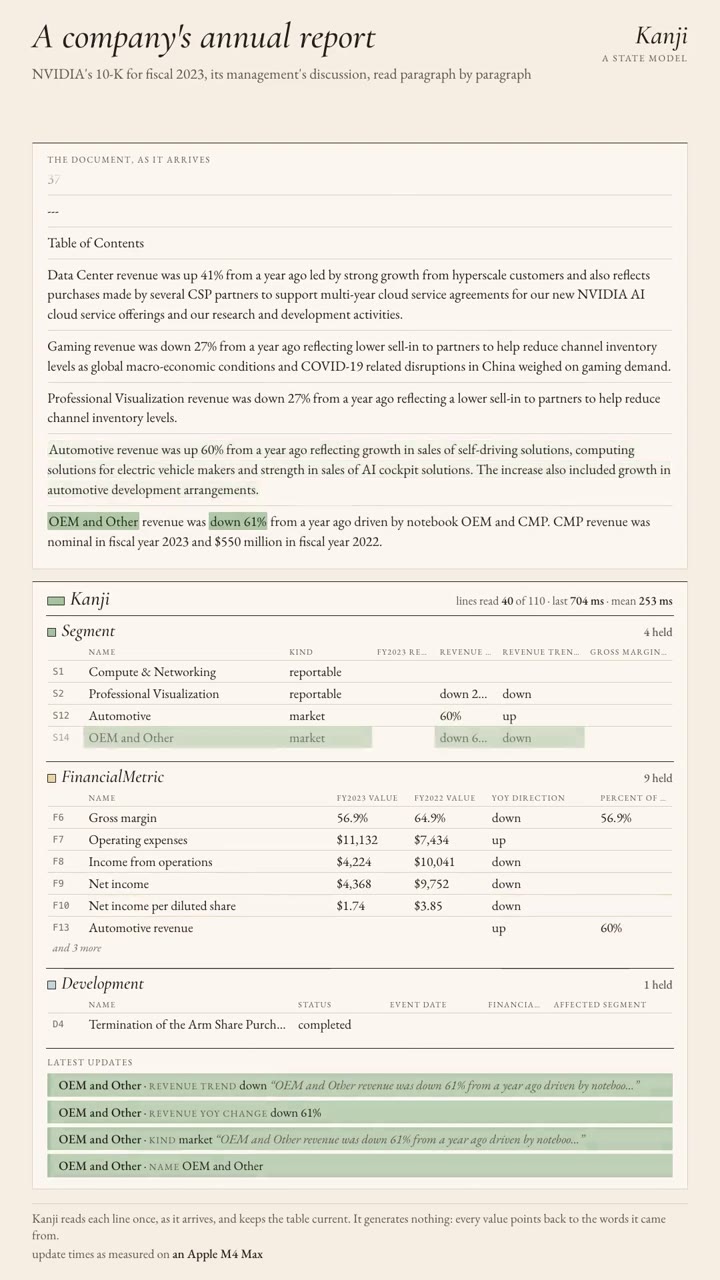 A company's annual report
Kanji
A STATE MODEL
NVIDIA's 10-K for fiscal 2023, its management's discussion, read paragraph by paragraph
THE DOCUMENT, AS IT ARRIVES
37
---
Table of Contents
Data Center revenue was up 41% from a year ago led by strong growth from hyperscale customers and also reflects
purchases made by several CSP partners to support multi-year cloud service agreements for our new NVIDIA AI
cloud service offerings and our research and development activities.
Gaming revenue was down 27% from a year ago reflecting lower sell-in to partners to help reduce channel inventory
levels as global macro-economic conditions and COVID-19 related disruptions in China weighed on gaming demand.
Professional Visualization revenue was down 27% from a year ago reflecting a lower sell-in to partners to help reduce
channel inventory levels.
Automotive revenue was up 60% from a year ago reflecting growth in sales of self-driving solutions, computing
solutions for electric vehicle makers and strength in sales of AI cockpit solutions. The increase also included growth in
automotive development arrangements.
OEM and Other revenue was down 61% from a year ago driven by notebook OEM and CMP. CMP revenue was
nominal in fiscal year 2023 and $550 million in fiscal year 2022.
Kanji lines read 40 of 110 · last 704 ms · mean 253 ms
Segment 4 held
NAME KIND FY2023 RE... REVENUE ... REVENUE TREN... GROSS MARGIN...
S1 Compute & Networking reportable
S2 Professional Visualization reportable down 2... down
S12 Automotive market 60% up
S14 OEM and Other market down 6... down
FinancialMetric 9 held
NAME FY2023 VALUE FY2022 VALUE YOY DIRECTION PERCENT OF ...
F6 Gross margin 56.9% 64.9% down 56.9%
F7 Operating expenses $11,132 $7,434 up
F8 Income from operations $4,224 $10,041 down
F9 Net income $4,368 $9,752 down
F10 Net income per diluted share $1.74 $3.85 down
F13 Automotive revenue up 60%
and 3 more
Development 1 held
NAME STATUS EVENT DATE FINANCIA... AFFECTED SEGMENT
D4 Termination of the Arm Share Purch... completed
LATEST UPDATES
OEM and Other · REVENUE TREND down “OEM and Other revenue was down 61% from a year ago driven by noteboo...”
OEM and Other · REVENUE YOY CHANGE down 61%
OEM and Other · KIND market “OEM and Other revenue was down 61% from a year ago driven by noteboo...”
OEM and Other · NAME OEM and Other
Kanji reads each line once, as it arrives, and keeps the table current. It generates nothing: every value points back to the words it came
from.
update times as measured on an Apple M4 Max